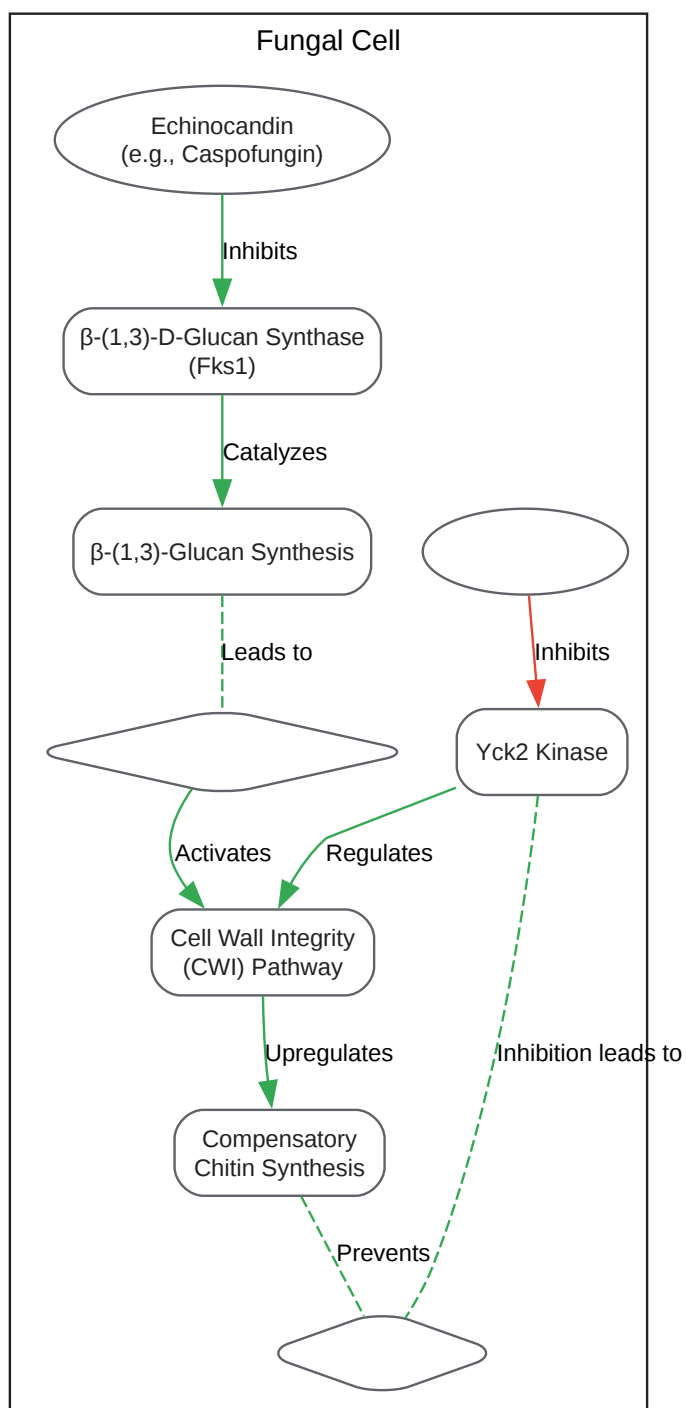 Fungal Cell
Echinocandin
(e.g., Caspofungin)
Inhibits
β-(1,3)-D-Glucan Synthase
(Fks1)
Catalyzes
β-(1,3)-Glucan Synthesis
Leads to
Inhibits
Yck2 Kinase
Activates
Regulates
Cell Wall Integrity
(CWI) Pathway
Upregulates
Inhibition leads to
Compensatory
Chitin Synthesis
Prevents